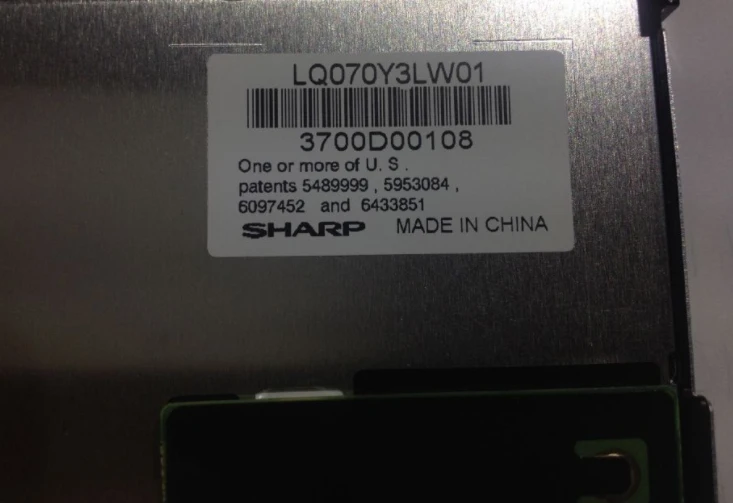 LQ070Y3LW01
3700D00108
One or more of U. S .
patents 5489999 , 5953084 ,
6097452 and 6433851
SHARP MADE IN CHINA